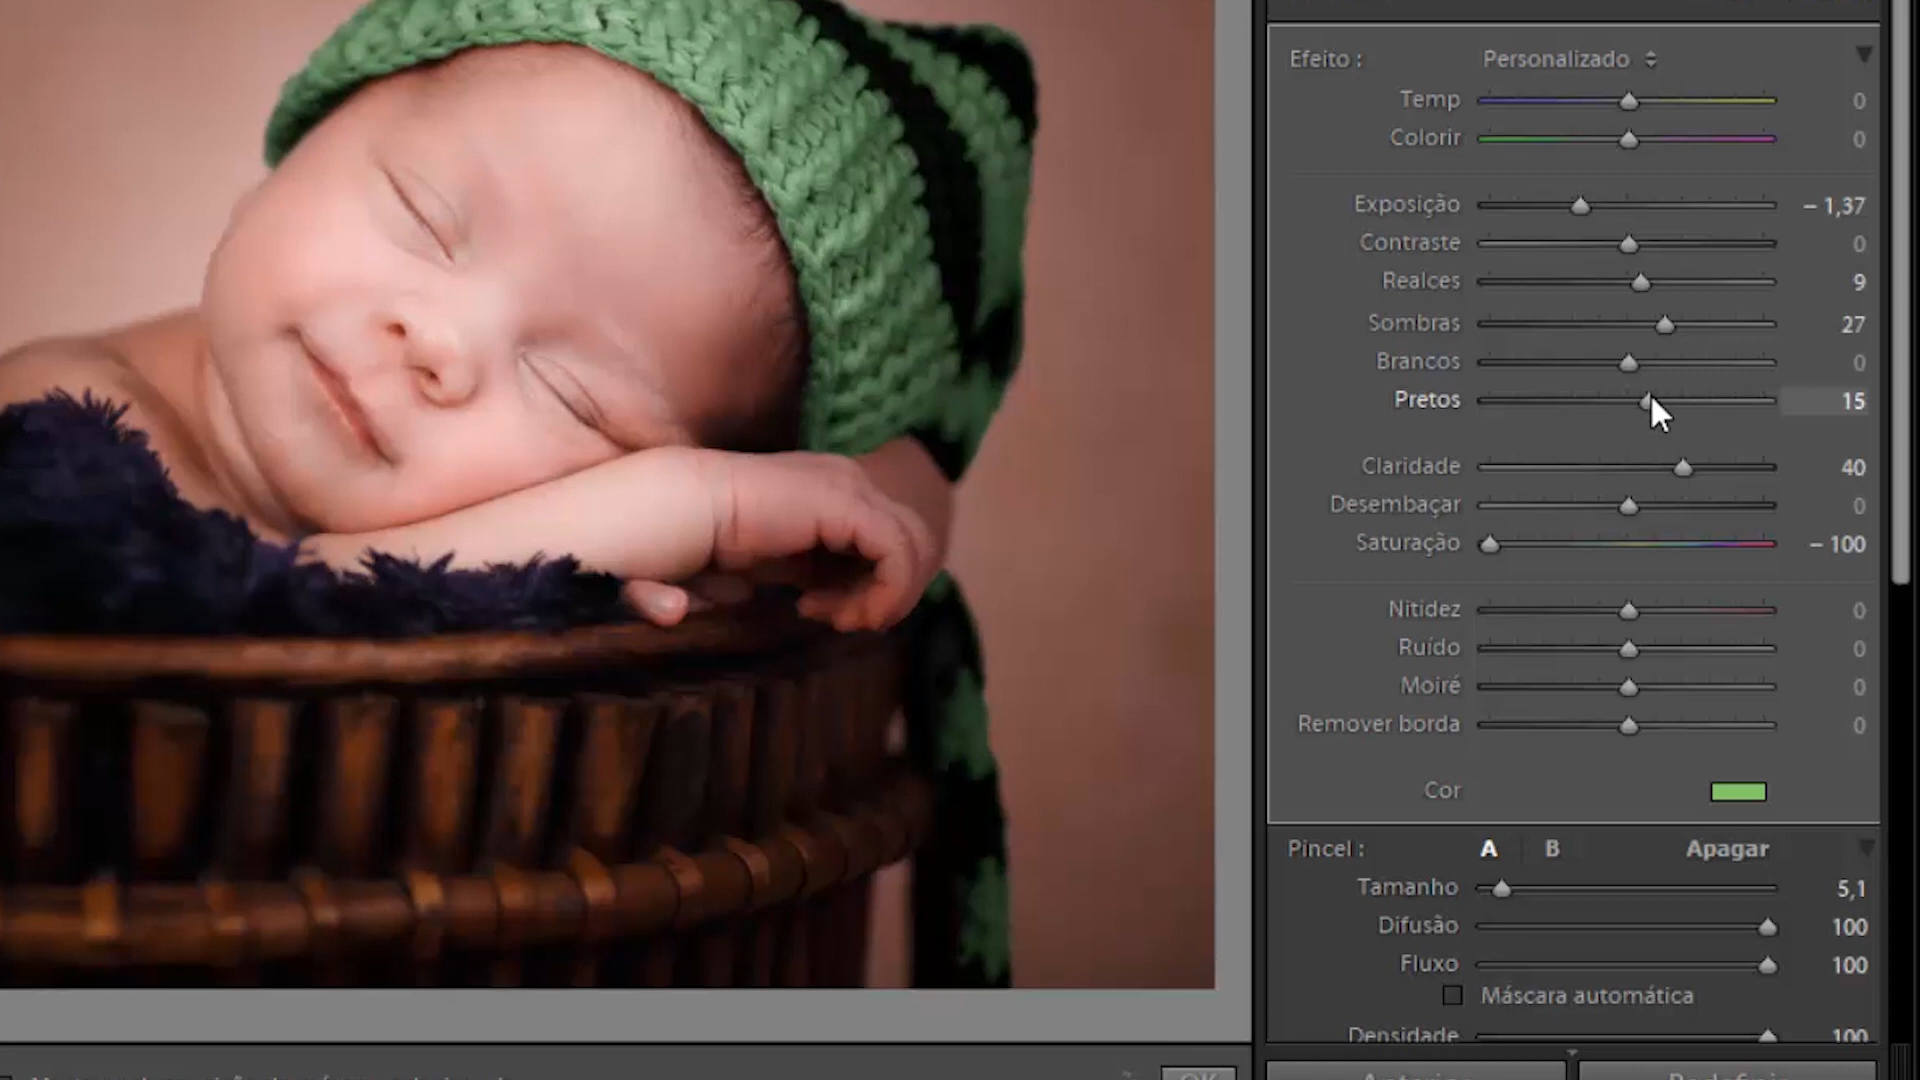 Efeito : Personalizado
Temp 0
Colorir 0
Exposição – 1,37
Contraste 0
Realces 9
Sombras 27
Brancos 0
Pretos 15
Claridade 40
Desembaçar 0
Saturação – 100
Nitidez 0
Ruído 0
Moiré 0
Remover borda 0
Cor
Pincel : A B Apagar
Tamanho 5,1
Difusão 100
Fluxo 100
Máscara automática
Densidade 100